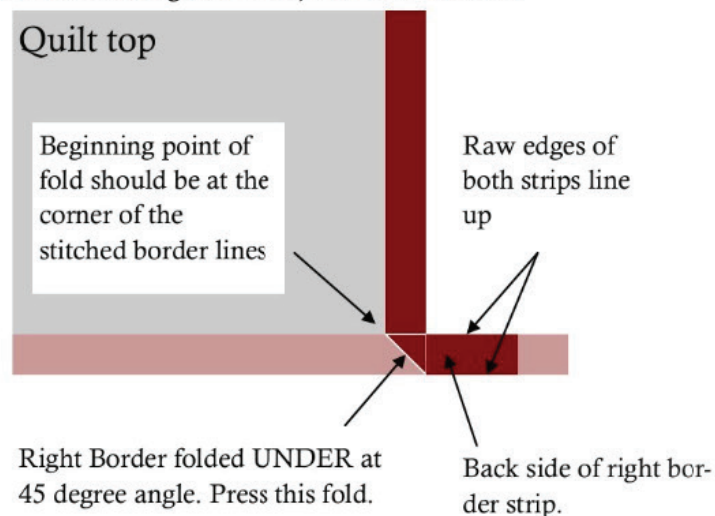 Quilt top
Beginning point of
fold should be at the
corner of the
stitched border lines
Raw edges of
both strips line
up
Right Border folded UNDER at
45 degree angle. Press this fold.
Back side of right bor-
der strip.